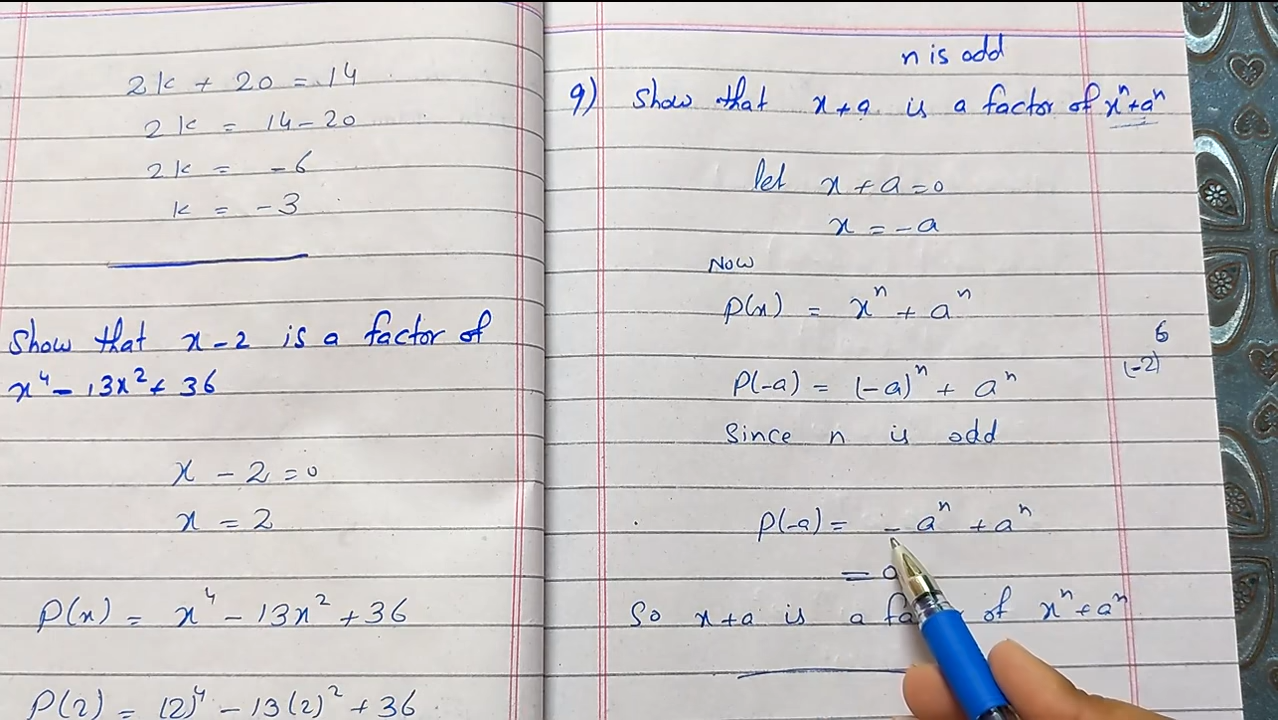 2k + 20 = 14
2k = 14 - 20
2k = -6
k = -3
Show that x-2 is a factor of
x⁴ - 13x² + 36
x - 2 = 0
x = 2
P(x) = x⁴ - 13x² + 36
P(2) = (2)⁴ - 13(2)² + 36
n is odd
9) Show that x+a is a factor of xⁿ+aⁿ
let x + a = 0
x = -a
Now
P(x) = xⁿ + aⁿ
6
(-2)
P(-a) = (-a)ⁿ + aⁿ
Since n is odd
P(-a) = -aⁿ + aⁿ
= 0
So x+a is a of xⁿ+aⁿ